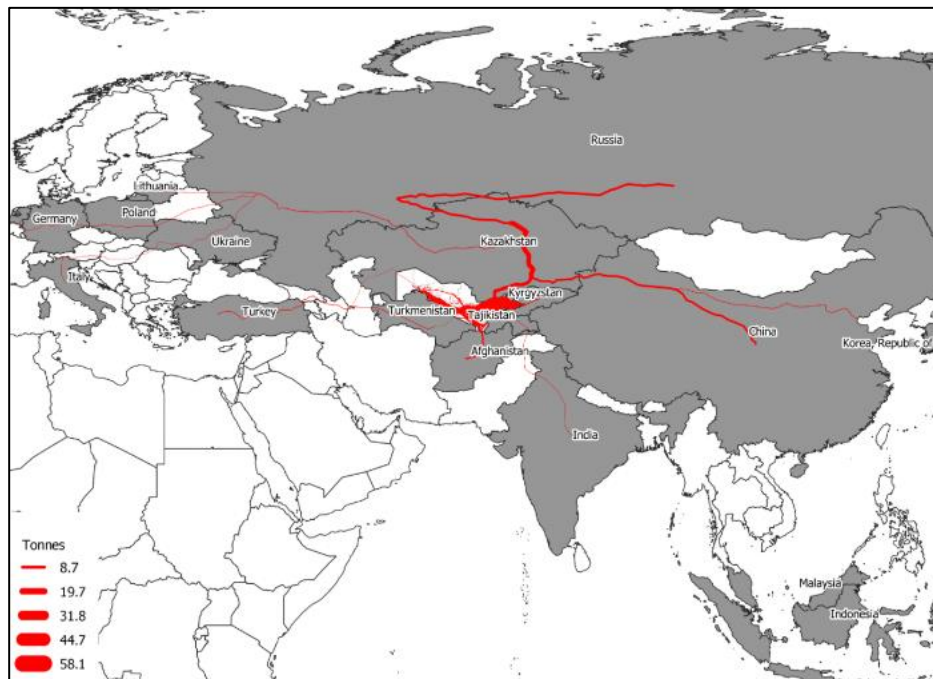 Russia
Lithuania
Germany
Poland
Ukraine
Kazakhstan
Italy
Kyrgyzstan
Turkey
Turkmenistan
Tajikistan
China
Korea, Republic of
Afghanistan
India
Tonnes
8.7
19.7
31.8
44.7
58.1
Malaysia
Indonesia